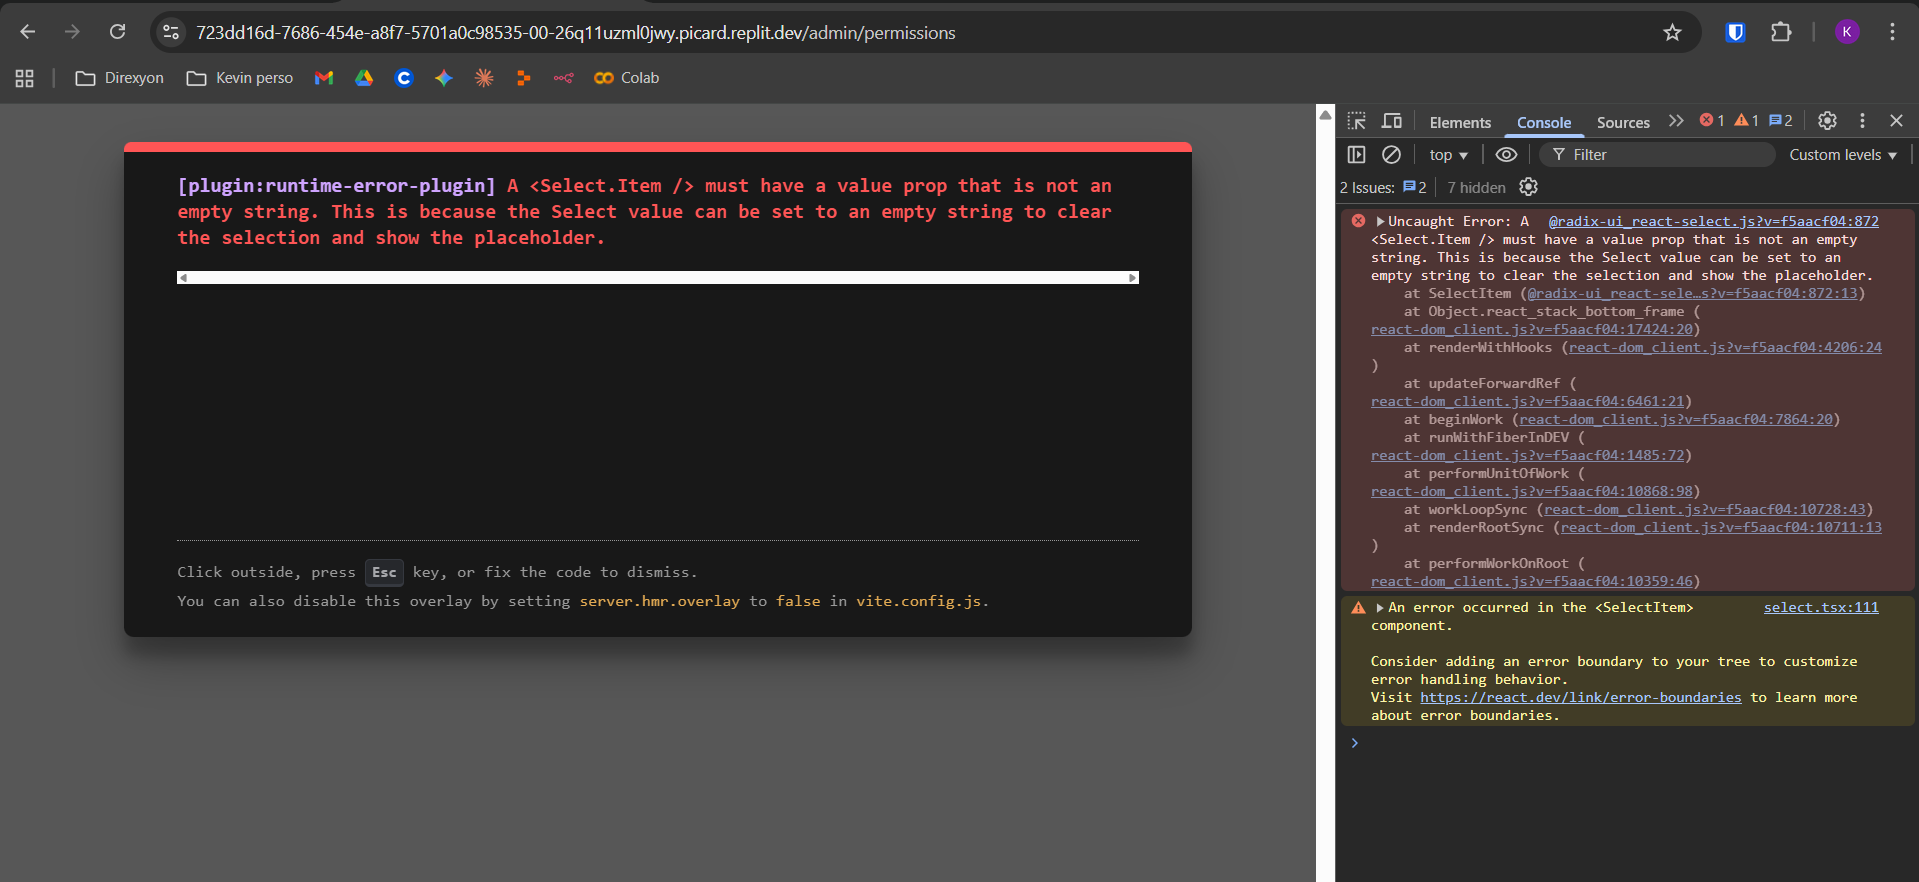 723dd16d-7686-454e-a8f7-5701a0c98535-00-26q11uzml0jwy.picard.replit.dev/admin/permissions
K
Direxyon
Kevin perso
Colab
[plugin:runtime-error-plugin] A <Select.Item /> must have a value prop that is not an
empty string. This is because the Select value can be set to an empty string to clear
the selection and show the placeholder.
Click outside, press Esc key, or fix the code to dismiss.
You can also disable this overlay by setting server.hmr.overlay to false in vite.config.js.
Elements Console Sources 1 1 2
top Filter Custom levels
2 Issues: 2 7 hidden
Uncaught Error: A @radix-ui_react-select.js?v=f5aacf04:872
<Select.Item /> must have a value prop that is not an empty
string. This is because the Select value can be set to an
empty string to clear the selection and show the placeholder.
at SelectItem (@radix-ui_react-sele…s?v=f5aacf04:872:13)
at Object.react_stack_bottom_frame (
react-dom_client.js?v=f5aacf04:17424:20)
at renderWithHooks (react-dom_client.js?v=f5aacf04:4206:24
)
at updateForwardRef (
react-dom_client.js?v=f5aacf04:6461:21)
at beginWork (react-dom_client.js?v=f5aacf04:7864:20)
at runWithFiberInDEV (
react-dom_client.js?v=f5aacf04:1485:72)
at performUnitOfWork (
react-dom_client.js?v=f5aacf04:10868:98)
at workLoopSync (react-dom_client.js?v=f5aacf04:10728:43)
at renderRootSync (react-dom_client.js?v=f5aacf04:10711:13
)
at performWorkOnRoot (
react-dom_client.js?v=f5aacf04:10359:46)
An error occurred in the <SelectItem> select.tsx:111
component.
Consider adding an error boundary to your tree to customize
error handling behavior.
Visit https://react.dev/link/error-boundaries to learn more
about error boundaries.